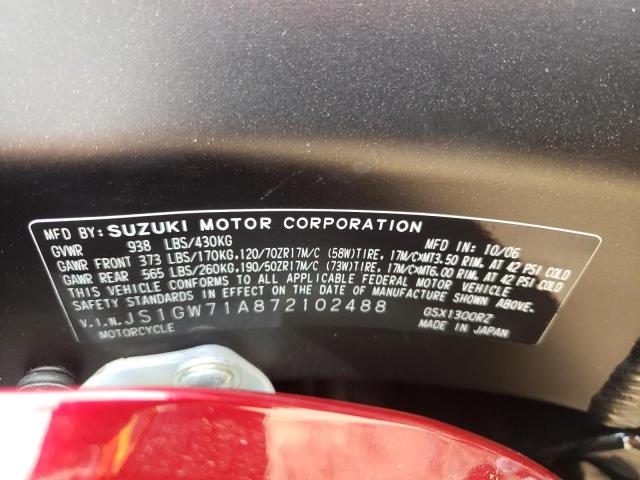 MFD BY: SUZUKI MOTOR CORPORATION MFD IN: 10/06
GVWR 938 LBS/430KG
GAWR FRONT 373 LBS/170KG, 120/70ZR17M/C (58W)TIRE, 17M/C×MT3.50 RIM, AT 42 PSI COLD
GAWR REAR 565 LBS/260KG, 190/50ZR17M/C (73W)TIRE, 17M/C×MT6.00 RIM, AT 42 PSI COLD
THIS VEHICLE CONFORMS TO ALL APPLICABLE FEDERAL MOTOR VEHICLE
SAFETY STANDARDS IN EFFECT ON THE DATE OF MANUFACTURE SHOWN ABOVE.
V.I.N. JS1GW71A872102488 GSX1300RZ
MOTORCYCLE MADE IN JAPAN